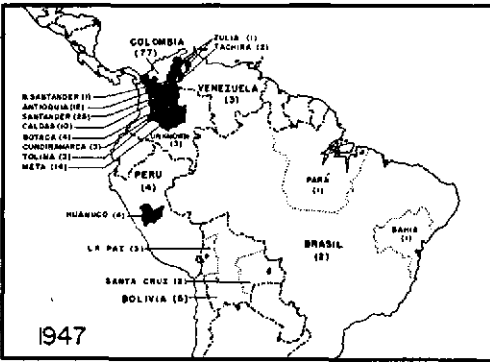 ZULIA (1)
TACHIRA (2)
COLOMBIA
(77)
VENEZUELA
(3)
N.SANTANDER (1)
ANTIOQUIA (18)
SANTANDER (25)
CALDAS (10)
BOYACA (4)
CUNDINAMARCA (3)
TOLIMA (2)
META (14)
UNKNOWN
(3)
PERU
(4)
HUANUCO (4)
PARÁ
(1)
BAHIA
(1)
BRASIL
(2)
LA PAZ (3)
SANTA CRUZ (2)
BOLIVIA (5)
1947